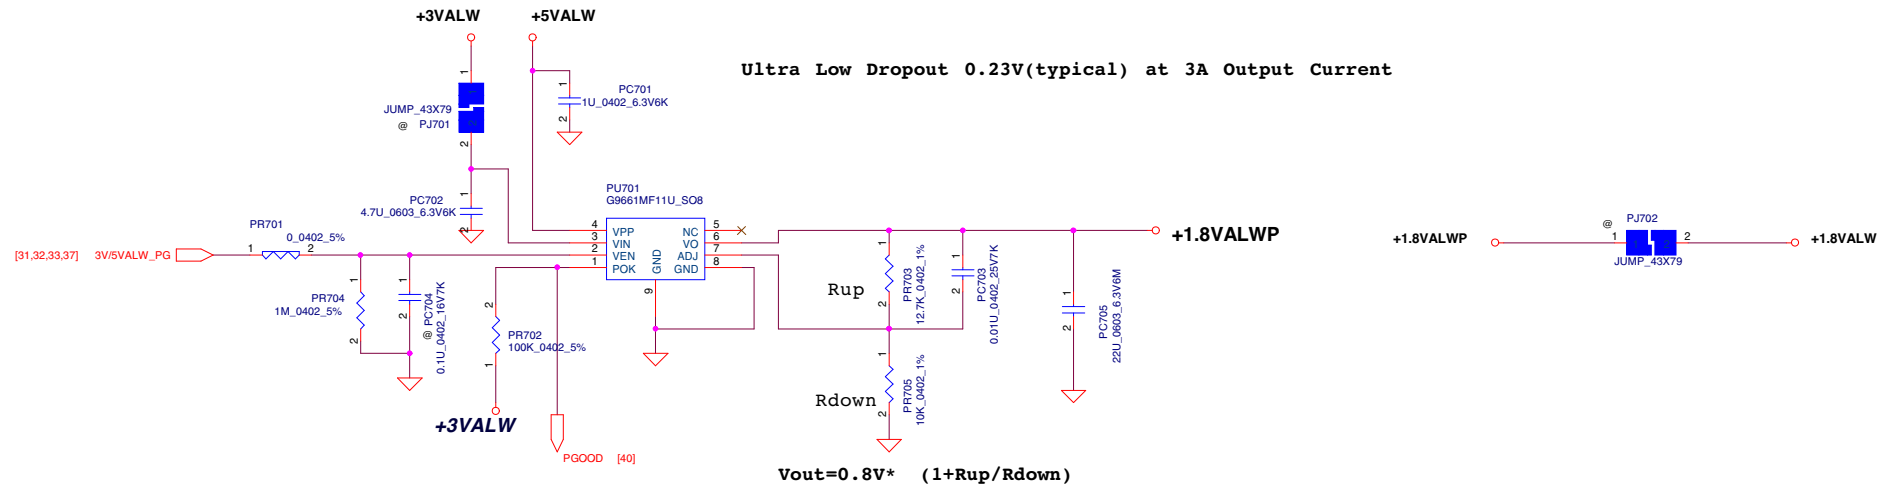 +3VALW
+5VALW
Ultra Low Dropout 0.23V(typical) at 3A Output Current
1
JUMP_43X79
@ PJ701
2
1
PC701
1U_0402_6.3V6K
2
1
PC702
4.7U_0603_6.3V6K
2
PU701
G9661MF11U_SO8
4 VPP
3 VIN
2 VEN
1 POK
GND
9
NC 5
VO 6
ADJ 7
GND 8
[31,32,33,37] 3V/5VALW_PG
PR701
1 2
0_0402_5%
1
PR704
1M_0402_5%
2
1
2
@ PC704
0.1U_0402_16V7K
2
PR702
100K_0402_5%
1
+3VALW
PGOOD [40]
Rup
1
2
PR703
12.7K_0402_1%
1
2
PC703
0.01U_0402_25V7K
Rdown
1
2
PR705
10K_0402_1%
1
2
PC705
22U_0603_6.3V6M
+1.8VALWP
Vout=0.8V* (1+Rup/Rdown)
+1.8VALWP
@
PJ702
1 2
JUMP_43X79
+1.8VALW